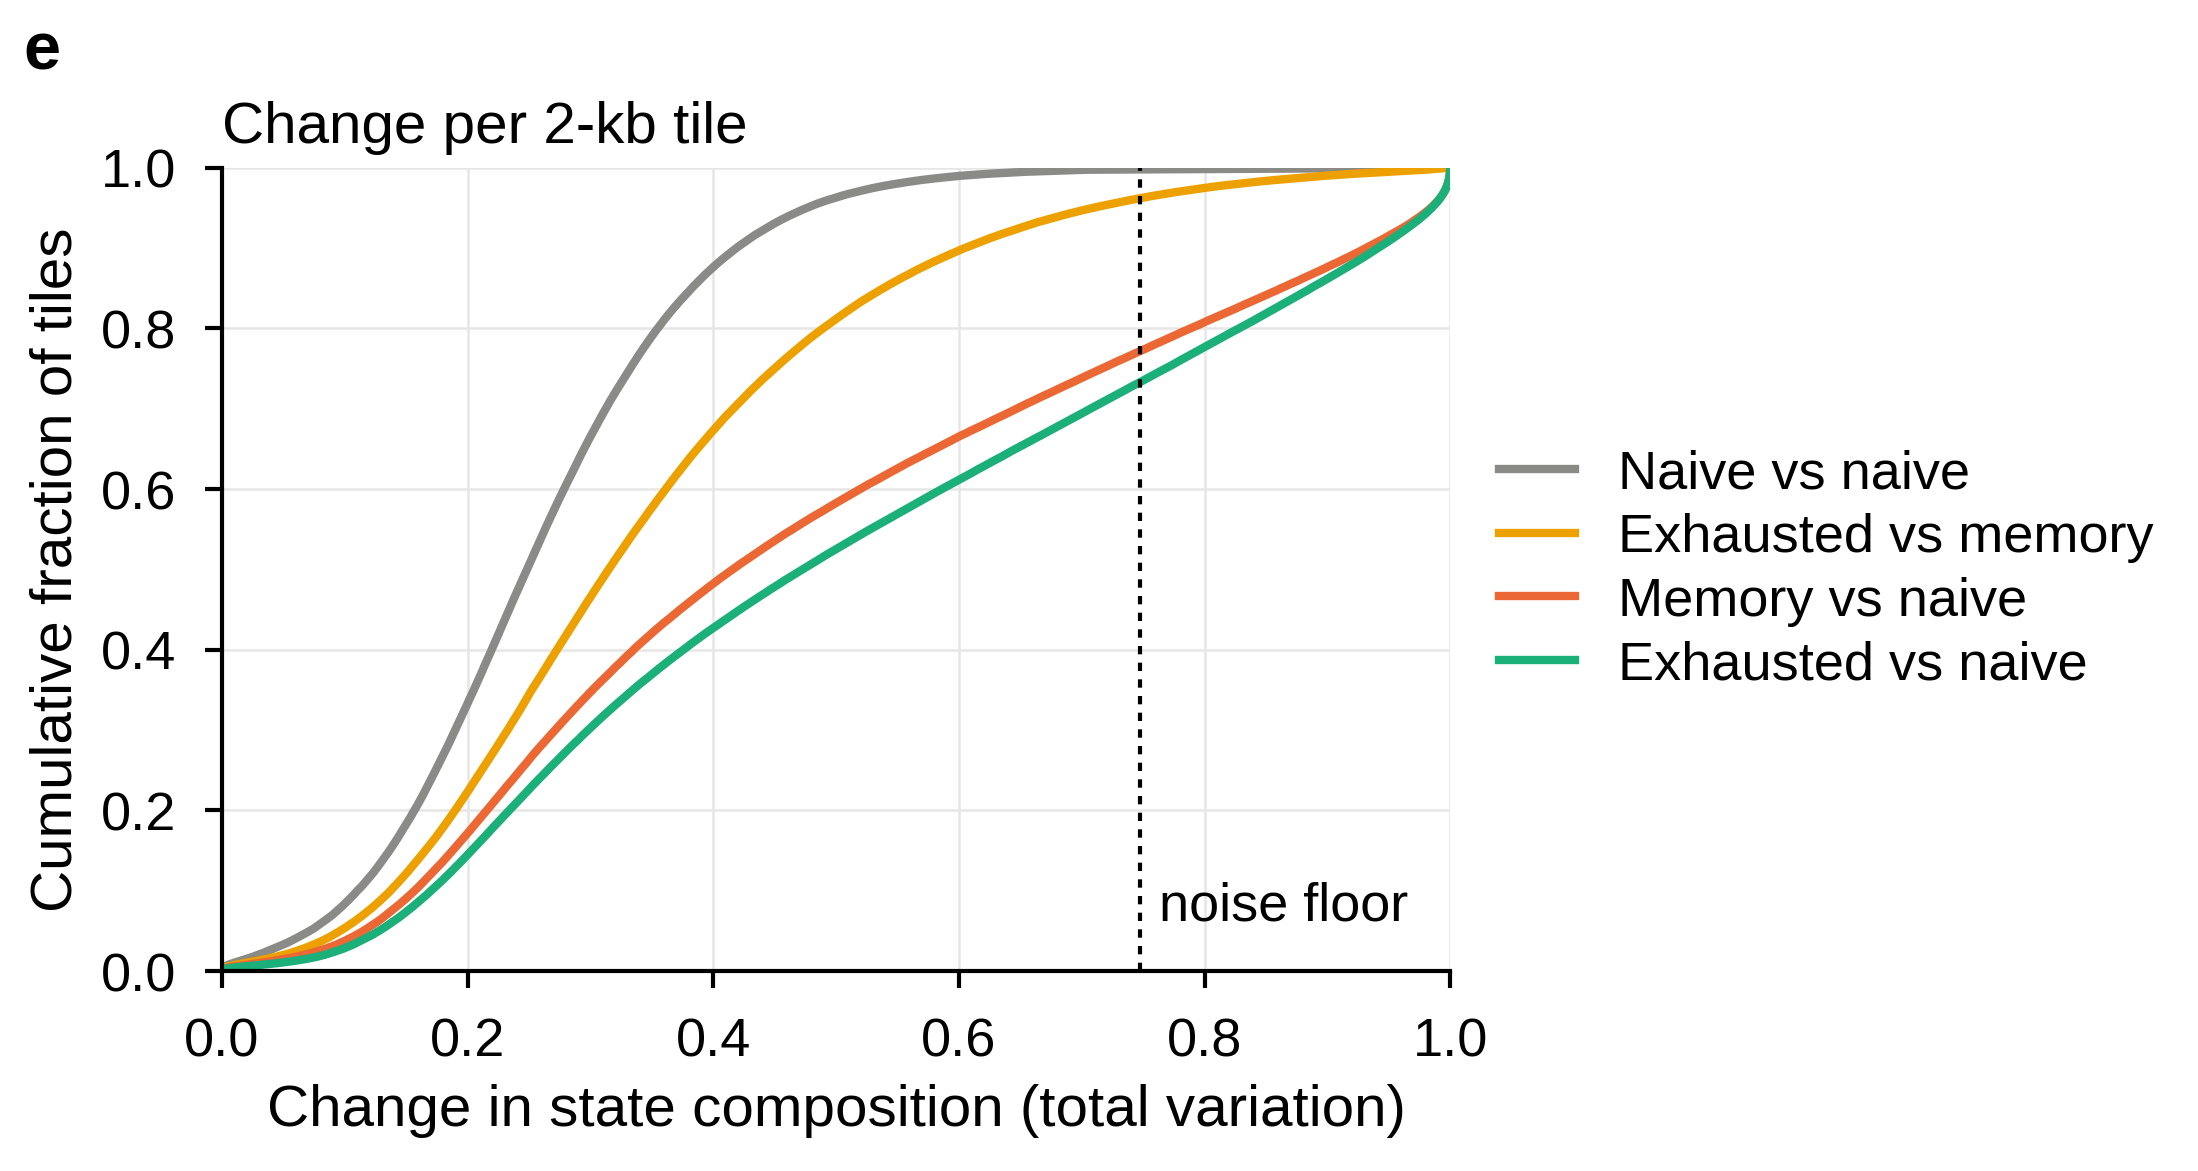 e
Change per 2-kb tile
Cumulative fraction of tiles
1.0
0.8
0.6
0.4
0.2
0.0
noise floor
0.0 0.2 0.4 0.6 0.8 1.0
Change in state composition (total variation)
Naive vs naive
Exhausted vs memory
Memory vs naive
Exhausted vs naive